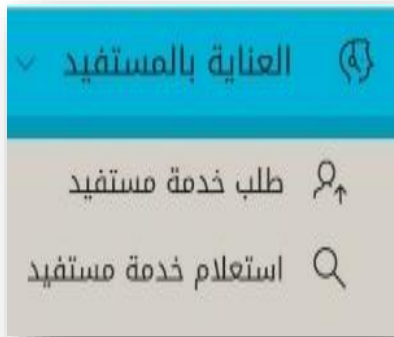 العناية بالمستفيد
طلب خدمة مستفيد
استعلام خدمة مستفيد